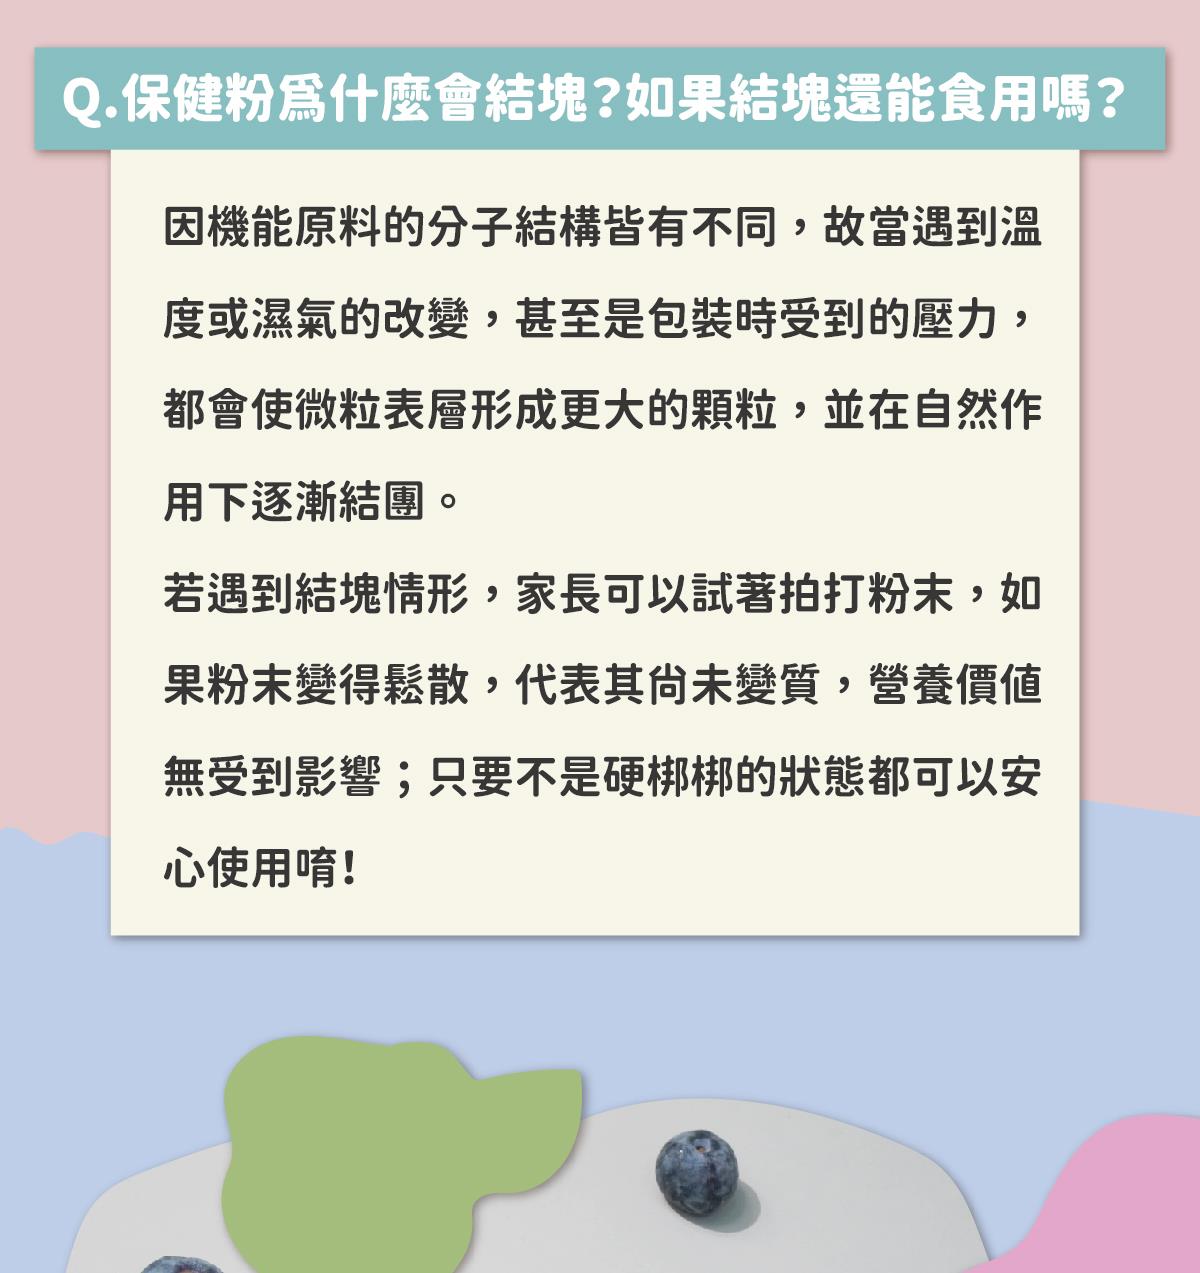 Q.保健粉爲什麼會結塊?如果結塊還能食用嗎?
因機能原料的分子結構皆有不同，故當遇到溫
度或濕氣的改變，甚至是包裝時受到的壓力，
都會使微粒表層形成更大的顆粒，並在自然作
用下逐漸結團。
若遇到結塊情形，家長可以試著拍打粉末，如
果粉末變得鬆散，代表其尚未變質，營養價值
無受到影響；只要不是硬梆梆的狀態都可以安
心使用唷!